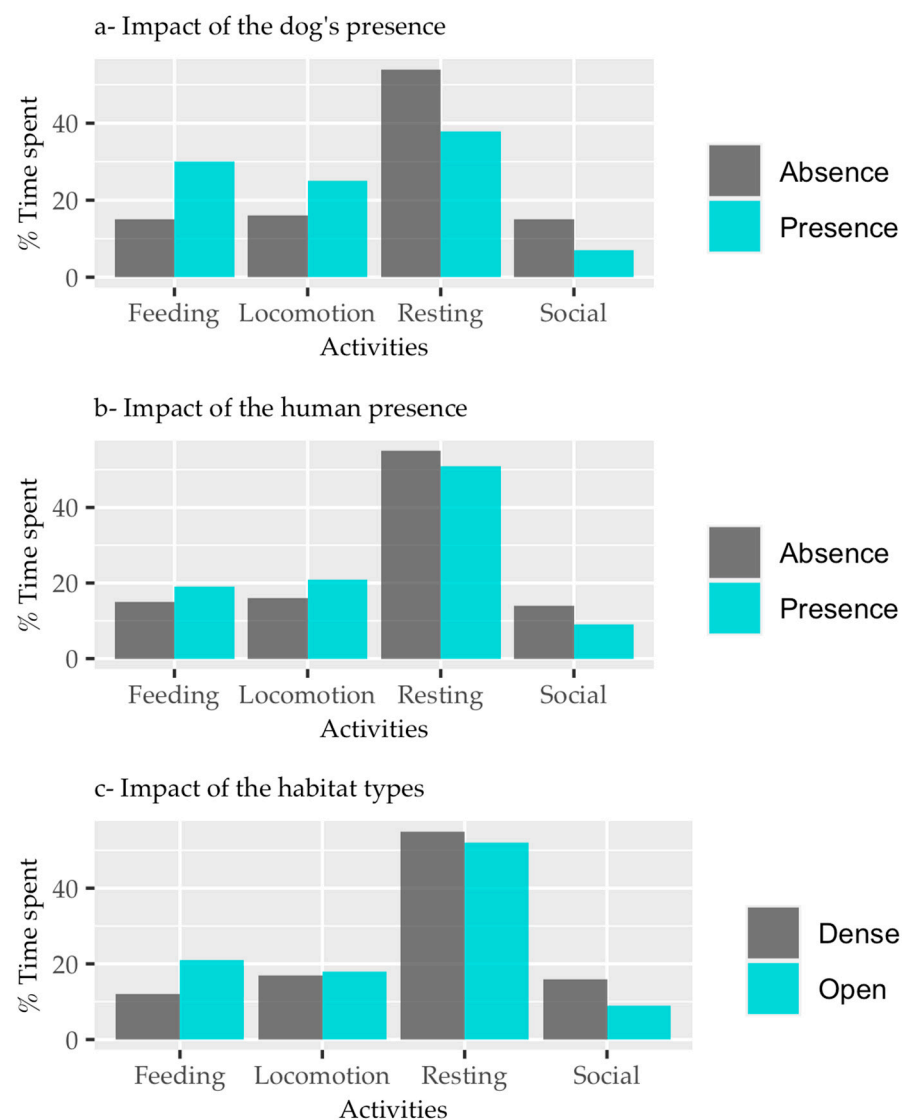 a- Impact of the dog's presence
% Time spent
40
20
0
Feeding Locomotion Resting Social
Activities
Absence
Presence
b- Impact of the human presence
% Time spent
40
20
0
Feeding Locomotion Resting Social
Activities
Absence
Presence
c- Impact of the habitat types
% Time spent
40
20
0
Feeding Locomotion Resting Social
Activities
Dense
Open